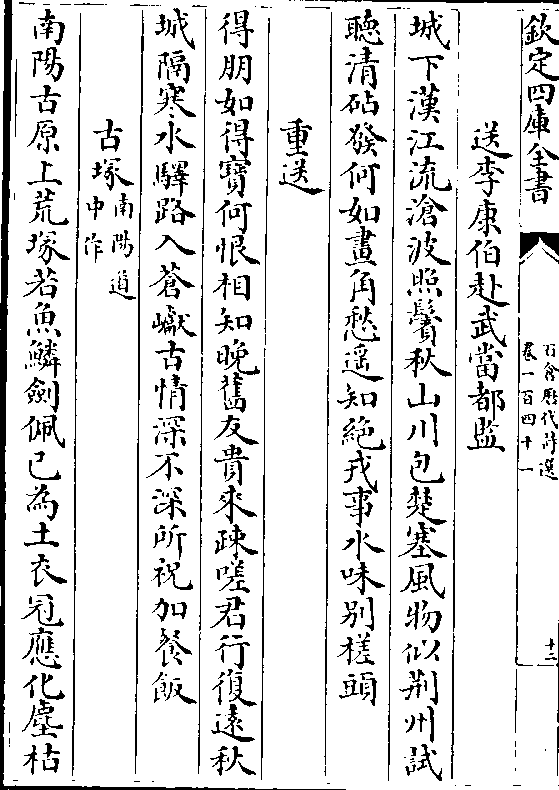 欽定四庫全書
石倉歷代詩選
卷一百四十一
十三
送李康伯赴武當都監
城下漢江流滄波照鬢秋山川包楚塞風物似荆州試
聽清砧發何如畫角愁遥知絶戎事水味别槎頭
重送
得朋如得寳何恨相知晚舊友貴來疎嗟君行復逺秋
城隔寒水驛路入蒼巘古情深不深所祝加餐飯
古塚南陽道
中作
南陽古原上荒塚若魚鱗劍佩已為土衣冠應化塵枯